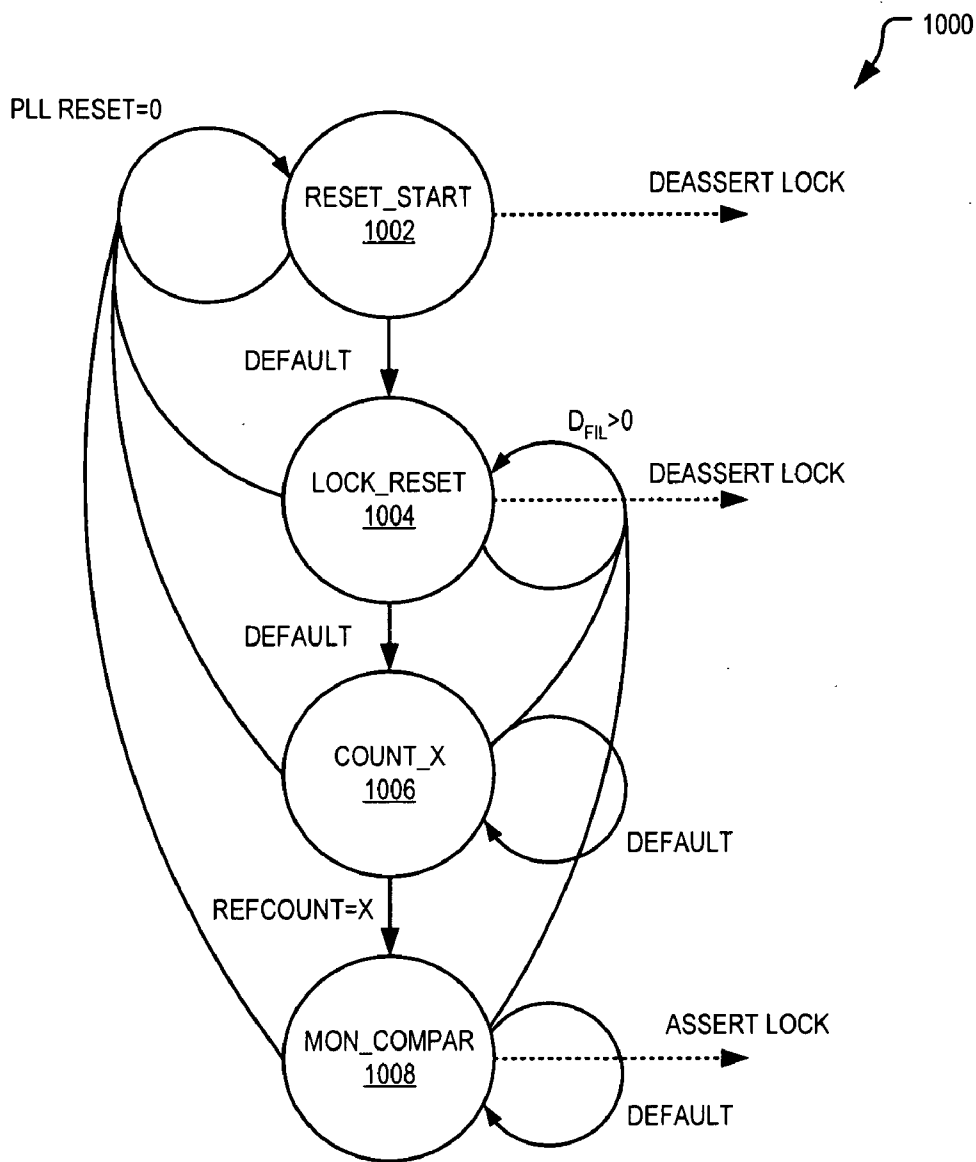 1000
PLL RESET=0
RESET_START
1002
DEASSERT LOCK
DEFAULT
D_FIL>0
LOCK_RESET
1004
DEASSERT LOCK
DEFAULT
COUNT_X
1006
DEFAULT
REFCOUNT=X
MON_COMPAR
1008
ASSERT LOCK
DEFAULT